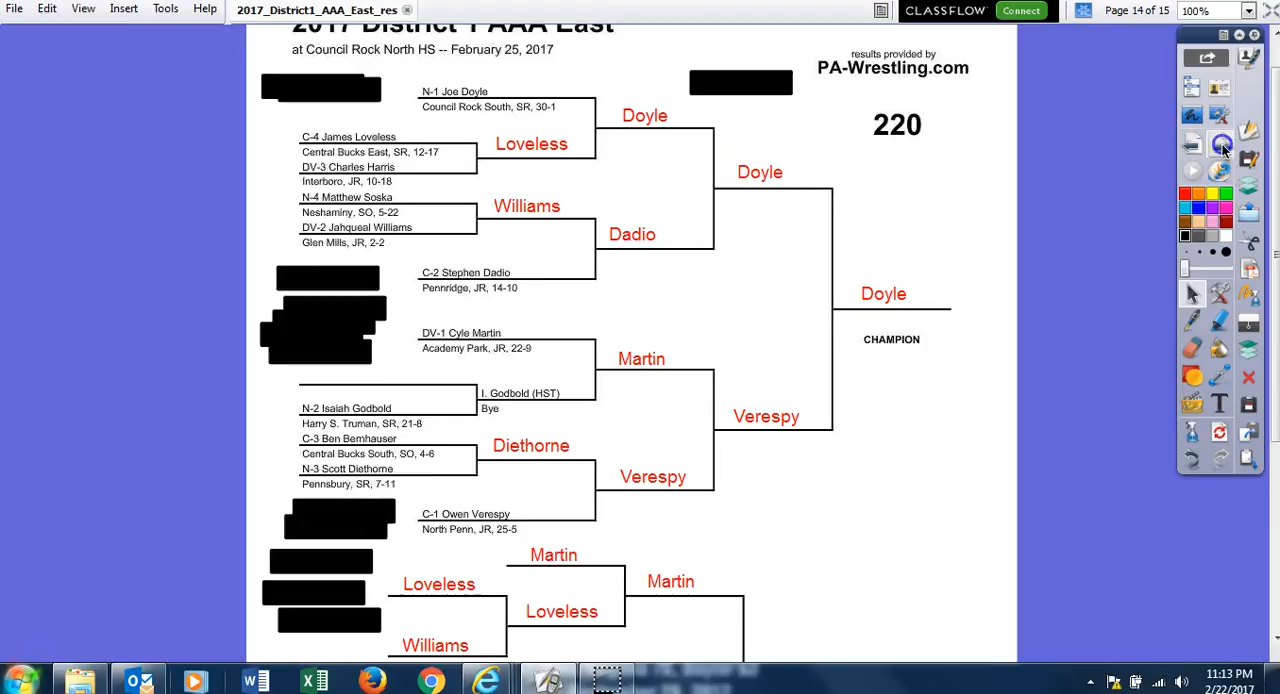 File Edit View Insert Tools Help
2017_District1_AAA_East_res
CLASSFLOW Connect
Page 14 of 15
100%
2017 District 1 AAA East
at Council Rock North HS -- February 25, 2017
results provided by
PA-Wrestling.com
220
N-1 Joe Doyle
Council Rock South, SR, 30-1
Doyle
C-4 James Loveless
Central Bucks East, SR, 12-17
Loveless
DV-3 Charles Harris
Interboro, JR, 10-18
Doyle
N-4 Matthew Soska
Neshaminy, SO, 5-22
Williams
DV-2 Jahqueal Williams
Glen Mills, JR, 2-2
Dadio
C-2 Stephen Dadio
Pennridge, JR, 14-10
Doyle
CHAMPION
DV-1 Cyle Martin
Academy Park, JR, 22-9
Martin
I. Godbold (HST)
Bye
N-2 Isaiah Godbold
Harry S. Truman, SR, 21-8
Verespy
C-3 Ben Bernhauser
Central Bucks South, SO, 4-6
Diethorne
N-3 Scott Diethorne
Pennsbury, SR, 7-11
Verespy
C-1 Owen Verespy
North Penn, JR, 25-5
Martin
Loveless
Martin
Loveless
Williams
11:13 PM
2/22/2017